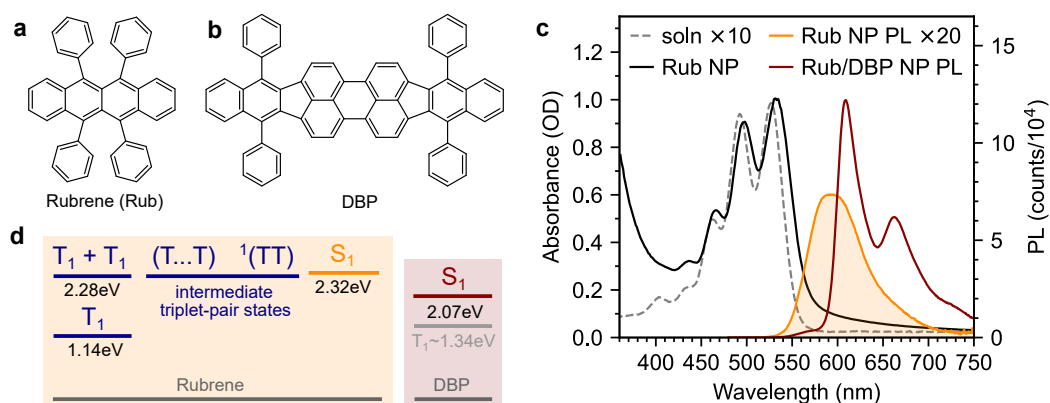 a
b
Rubrene (Rub)
DBP
c
soln ×10
Rub NP
Rub NP PL ×20
Rub/DBP NP PL
Absorbance (OD)
1.2
1.0
0.8
0.6
0.4
0.2
0.0
400 450 500 550 600 650 700 750
Wavelength (nm)
15
10
5
0
PL (counts/10⁴)
d
T₁ + T₁
2.28eV
(T...T) ¹(TT)
intermediate
triplet-pair states
S₁
2.32eV
T₁
1.14eV
Rubrene
S₁
2.07eV
T₁~1.34eV
DBP